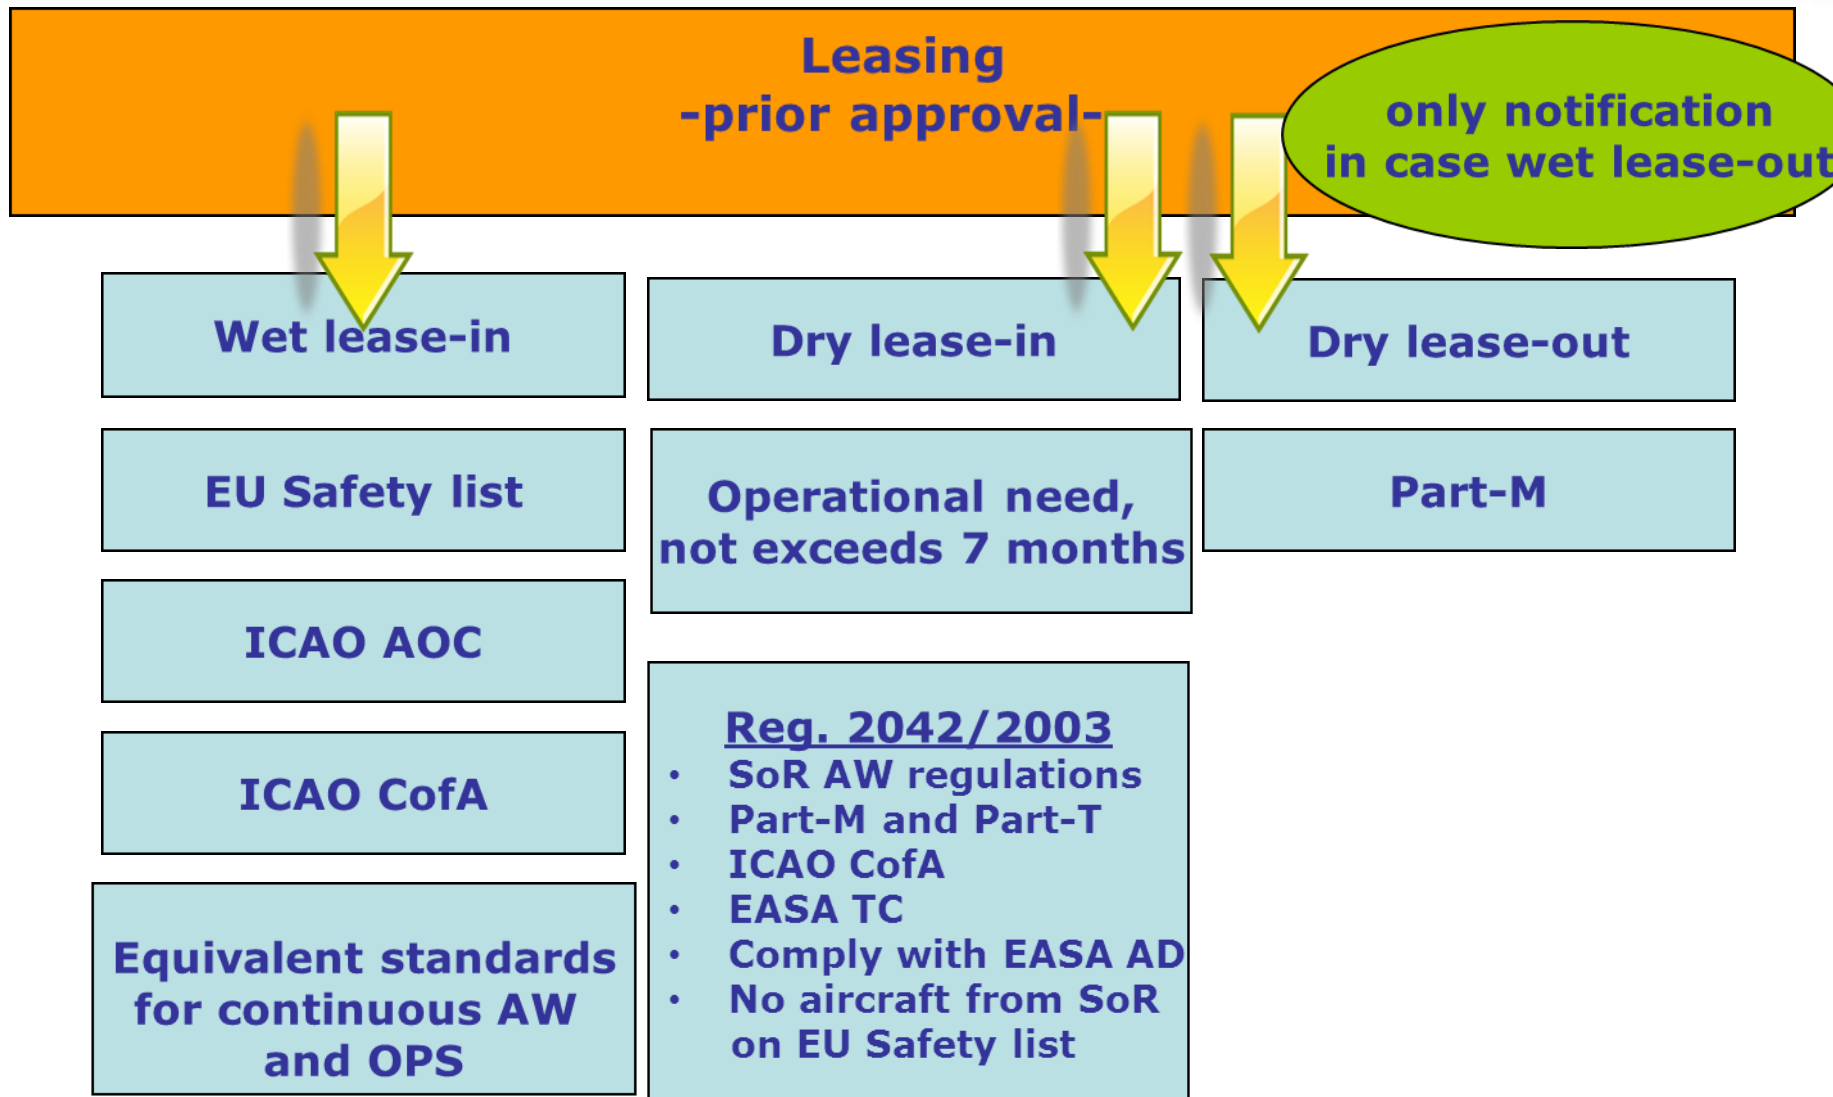 Leasing
-prior approval-
only notification
in case wet lease-out
Wet lease-in
Dry lease-in
Dry lease-out
EU Safety list
Operational need,
not exceeds 7 months
Part-M
ICAO AOC
ICAO CofA
Equivalent standards
for continuous AW
and OPS
Reg. 2042/2003
• SoR AW regulations
• Part-M and Part-T
• ICAO CofA
• EASA TC
• Comply with EASA AD
• No aircraft from SoR
on EU Safety list